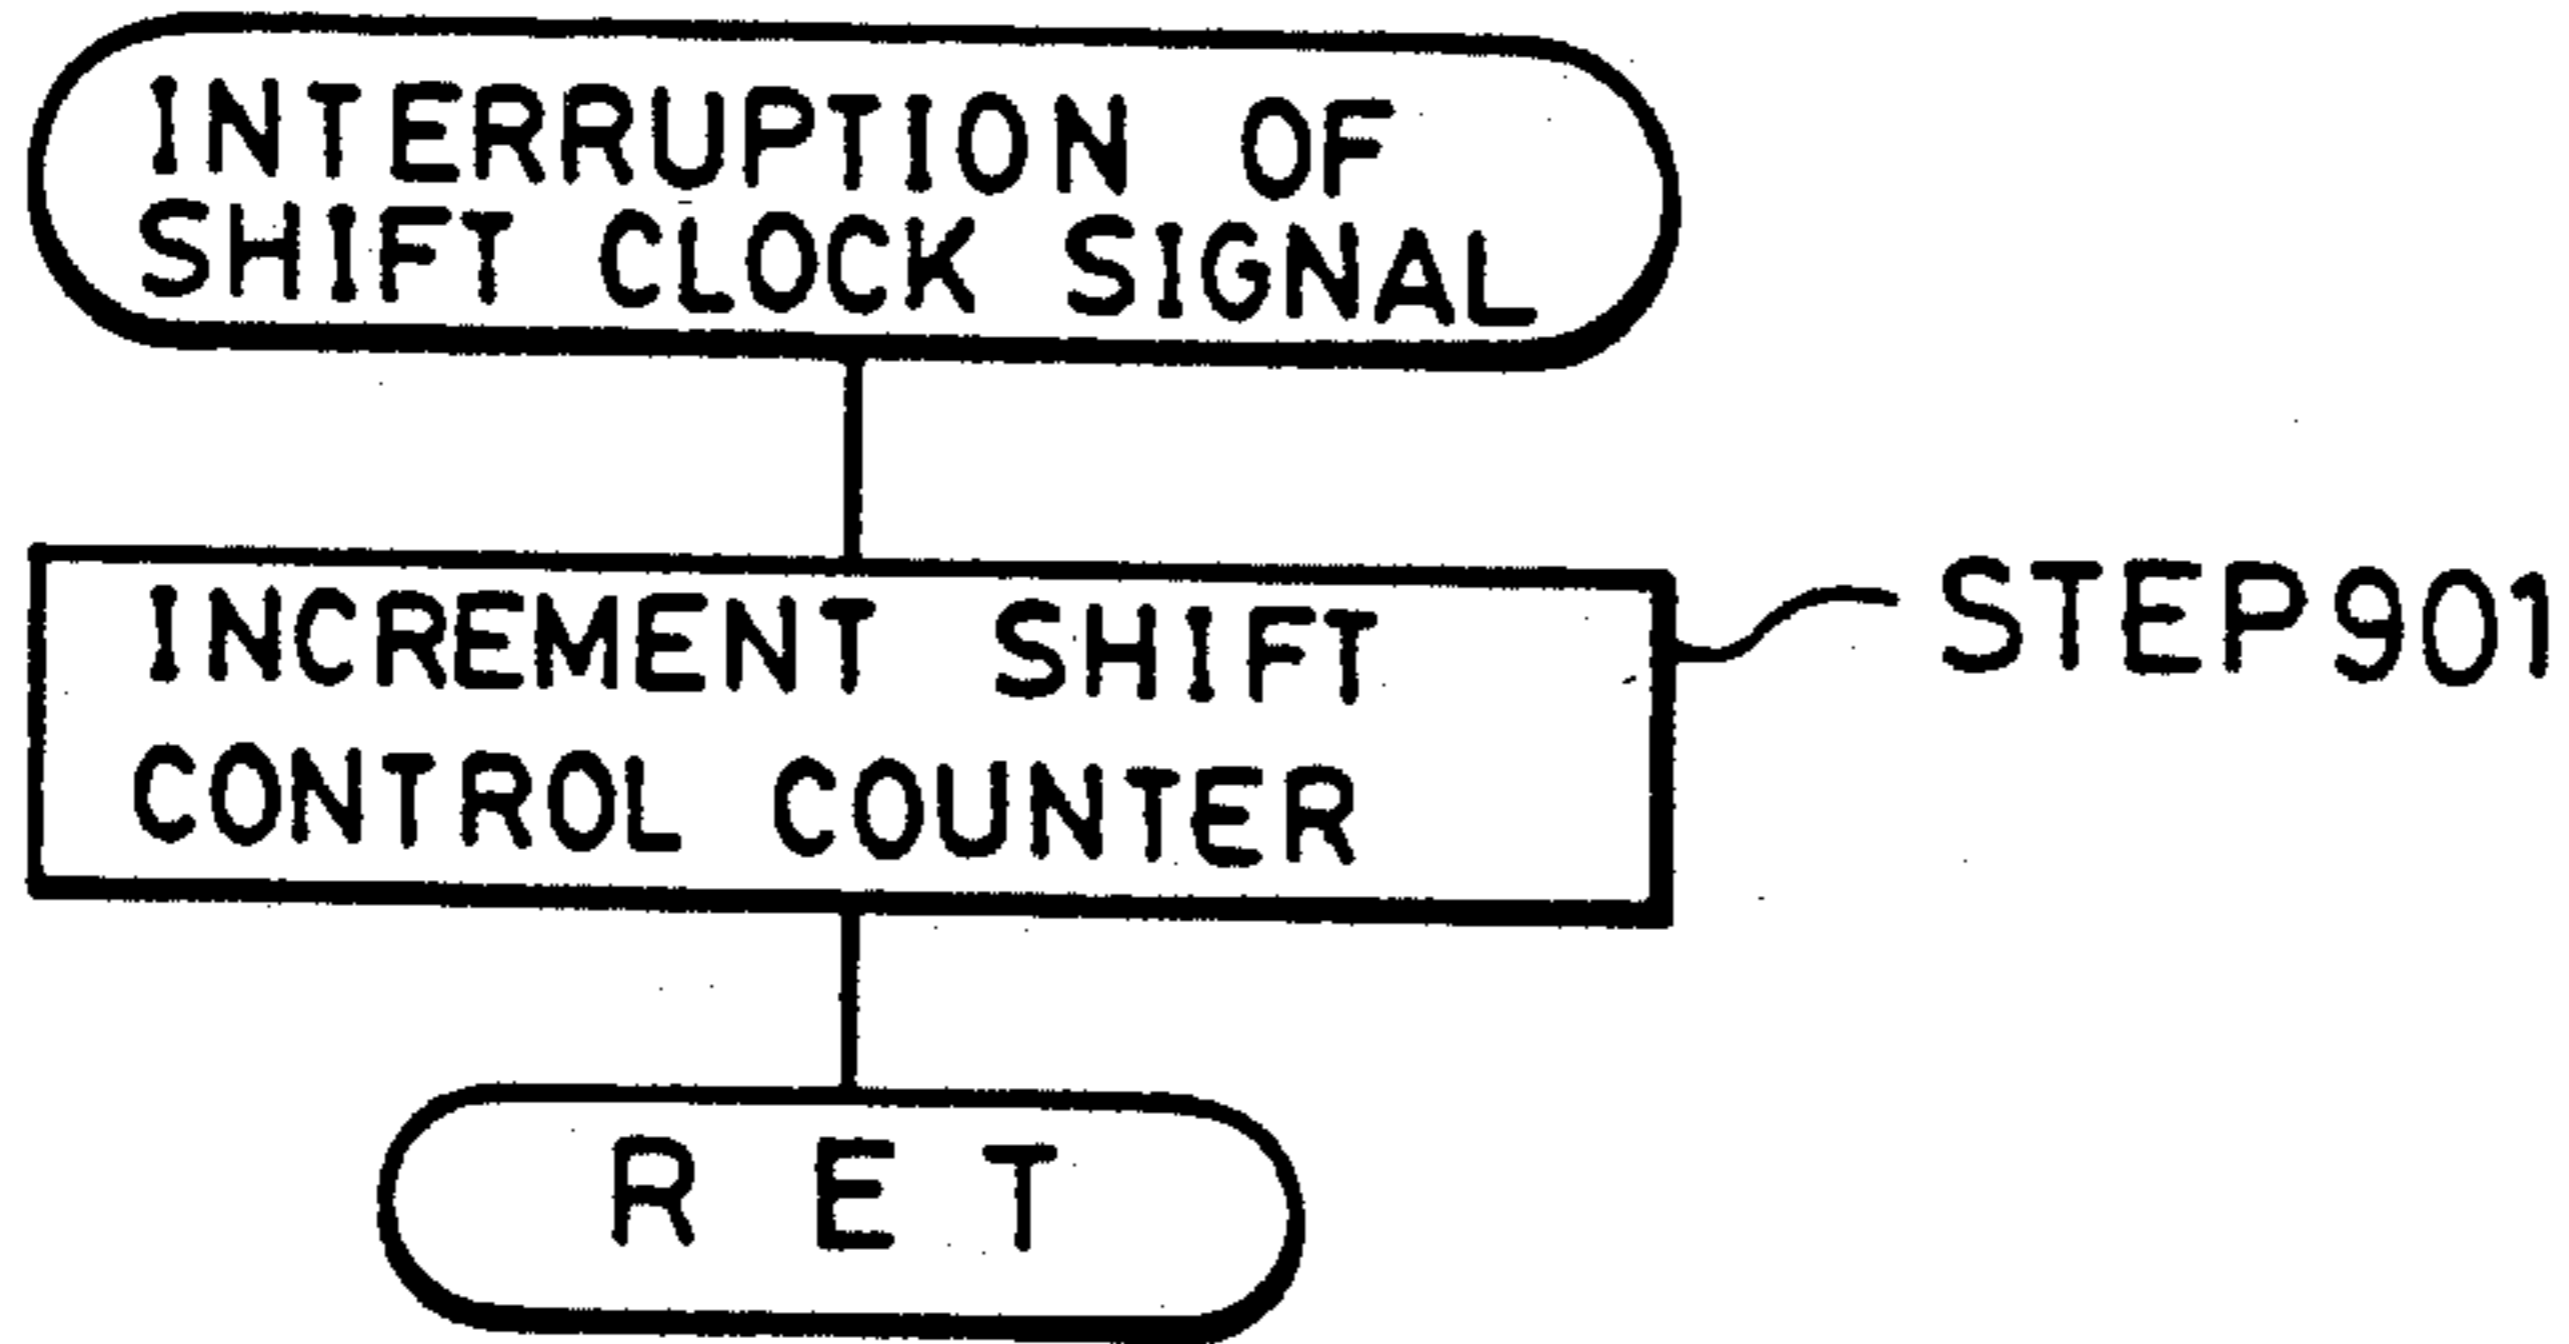 INTERRUPTION OF
SHIFT CLOCK SIGNAL
INCREMENT SHIFT
CONTROL COUNTER
STEP901
RET